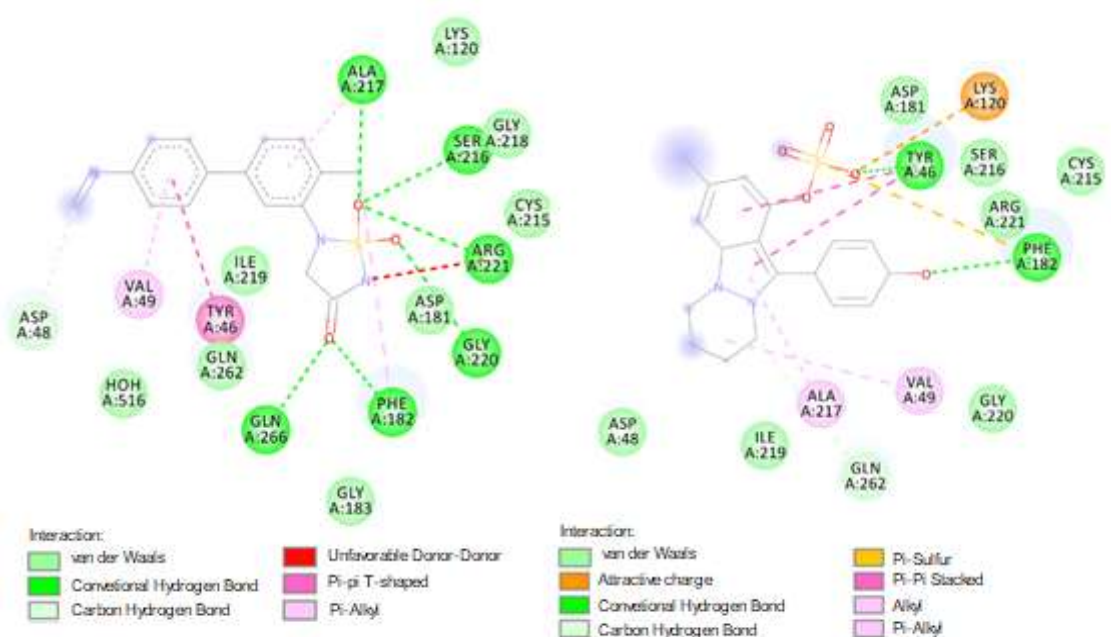 LYS
A:120
ALA
A:217
SER
A:216
GLY
A:218
CYS
A:215
ARG
A:221
ILE
A:219
VAL
A:49
TYR
A:46
ASP
A:181
ASP
A:48
GLN
A:262
GLY
A:220
HOH
A:516
GLN
A:266
PHE
A:182
GLY
A:183
N
S
O
O
N
O
Interaction:
van der Waals
Convetional Hydrogen Bond
Carbon Hydrogen Bond
Unfavorable Donor-Donor
Pi-pi T-shaped
Pi-Alkyl
ASP
A:181
LYS
A:120
TYR
A:46
SER
A:216
CYS
A:215
ARG
A:221
PHE
A:182
ALA
A:217
VAL
A:49
GLY
A:220
ASP
A:48
ILE
A:219
GLN
A:262
O
O
S
O
O
N
N
O
Interaction:
van der Waals
Attractive charge
Convetional Hydrogen Bond
Carbon Hydrogen Bond
Pi-Sulfur
Pi-Pi Stacked
Alkyl
Pi-Alkyl